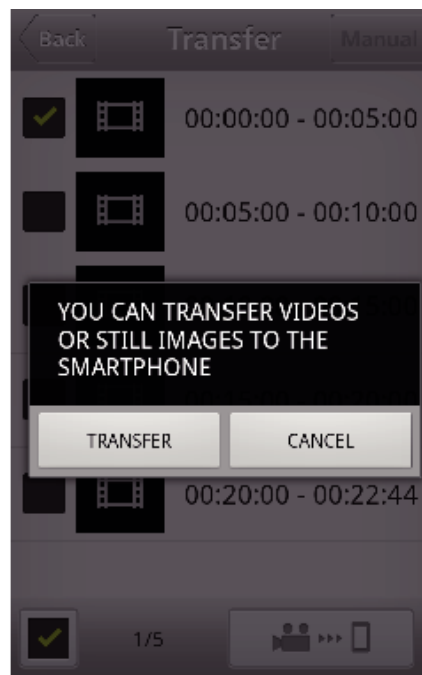 Back Transfer Manual
00:00:00 - 00:05:00
00:05:00 - 00:10:00
YOU CAN TRANSFER VIDEOS
OR STILL IMAGES TO THE
SMARTPHONE
TRANSFER CANCEL
00:20:00 - 00:22:44
1/5